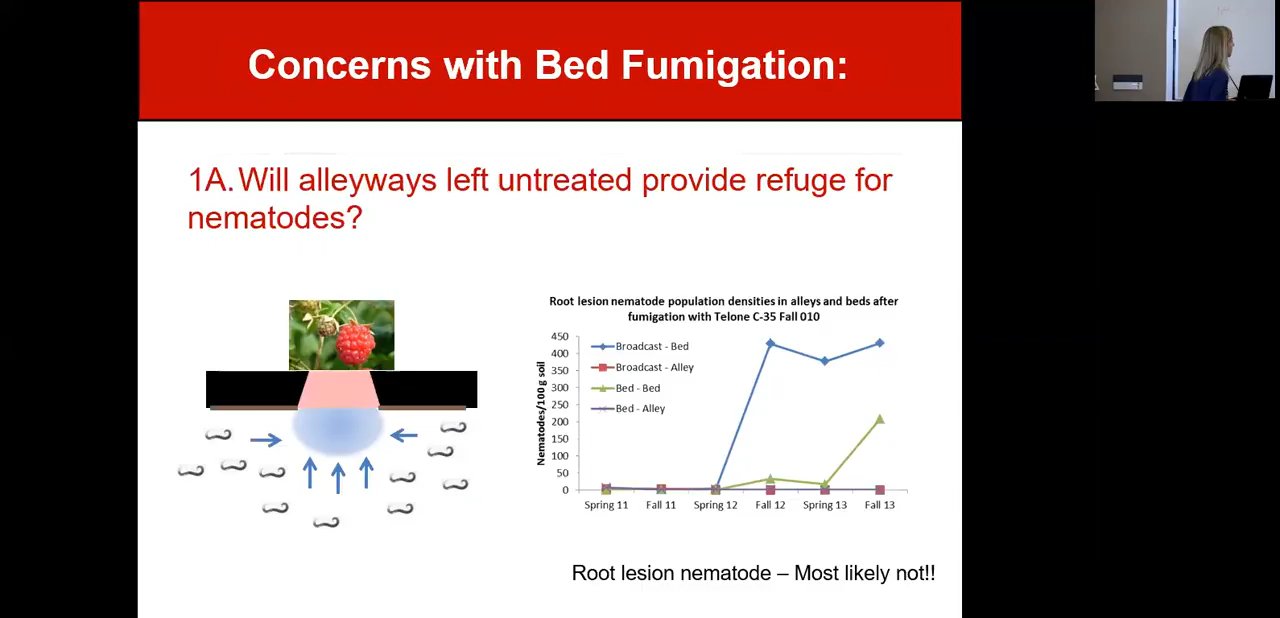 Concerns with Bed Fumigation:
1A. Will alleyways left untreated provide refuge for
nematodes?
Root lesion nematode population densities in alleys and beds after
fumigation with Telone C-35 Fall 010
Nematodes/100 g soil
450
400
350
300
250
200
150
100
50
0
Broadcast - Bed
Broadcast - Alley
Bed - Bed
Bed - Alley
Spring 11 Fall 11 Spring 12 Fall 12 Spring 13 Fall 13
Root lesion nematode – Most likely not!!